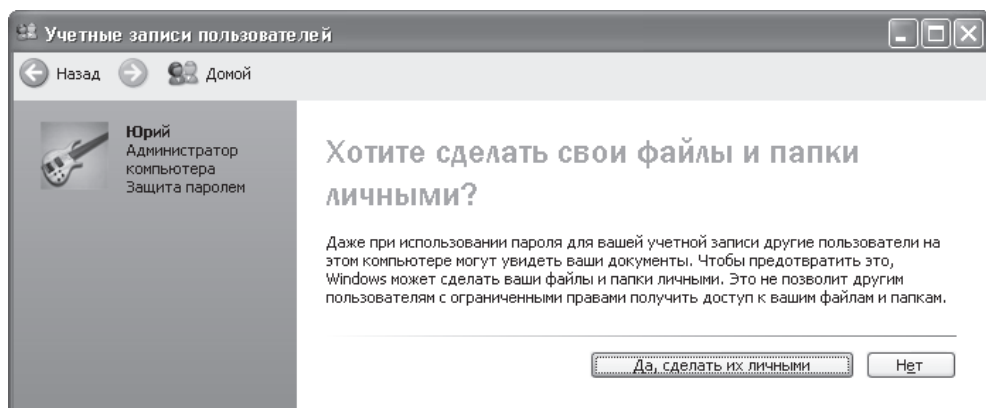 Учетные записи пользователей
Назад Домой
Юрий
Администратор
компьютера
Защита паролем
Хотите сделать свои файлы и папки
личными?
Даже при использовании пароля для вашей учетной записи другие пользователи на
этом компьютере могут увидеть ваши документы. Чтобы предотвратить это,
Windows может сделать ваши файлы и папки личными. Это не позволит другим
пользователям с ограниченными правами получить доступ к вашим файлам и папкам.
Да, сделать их личными Нет